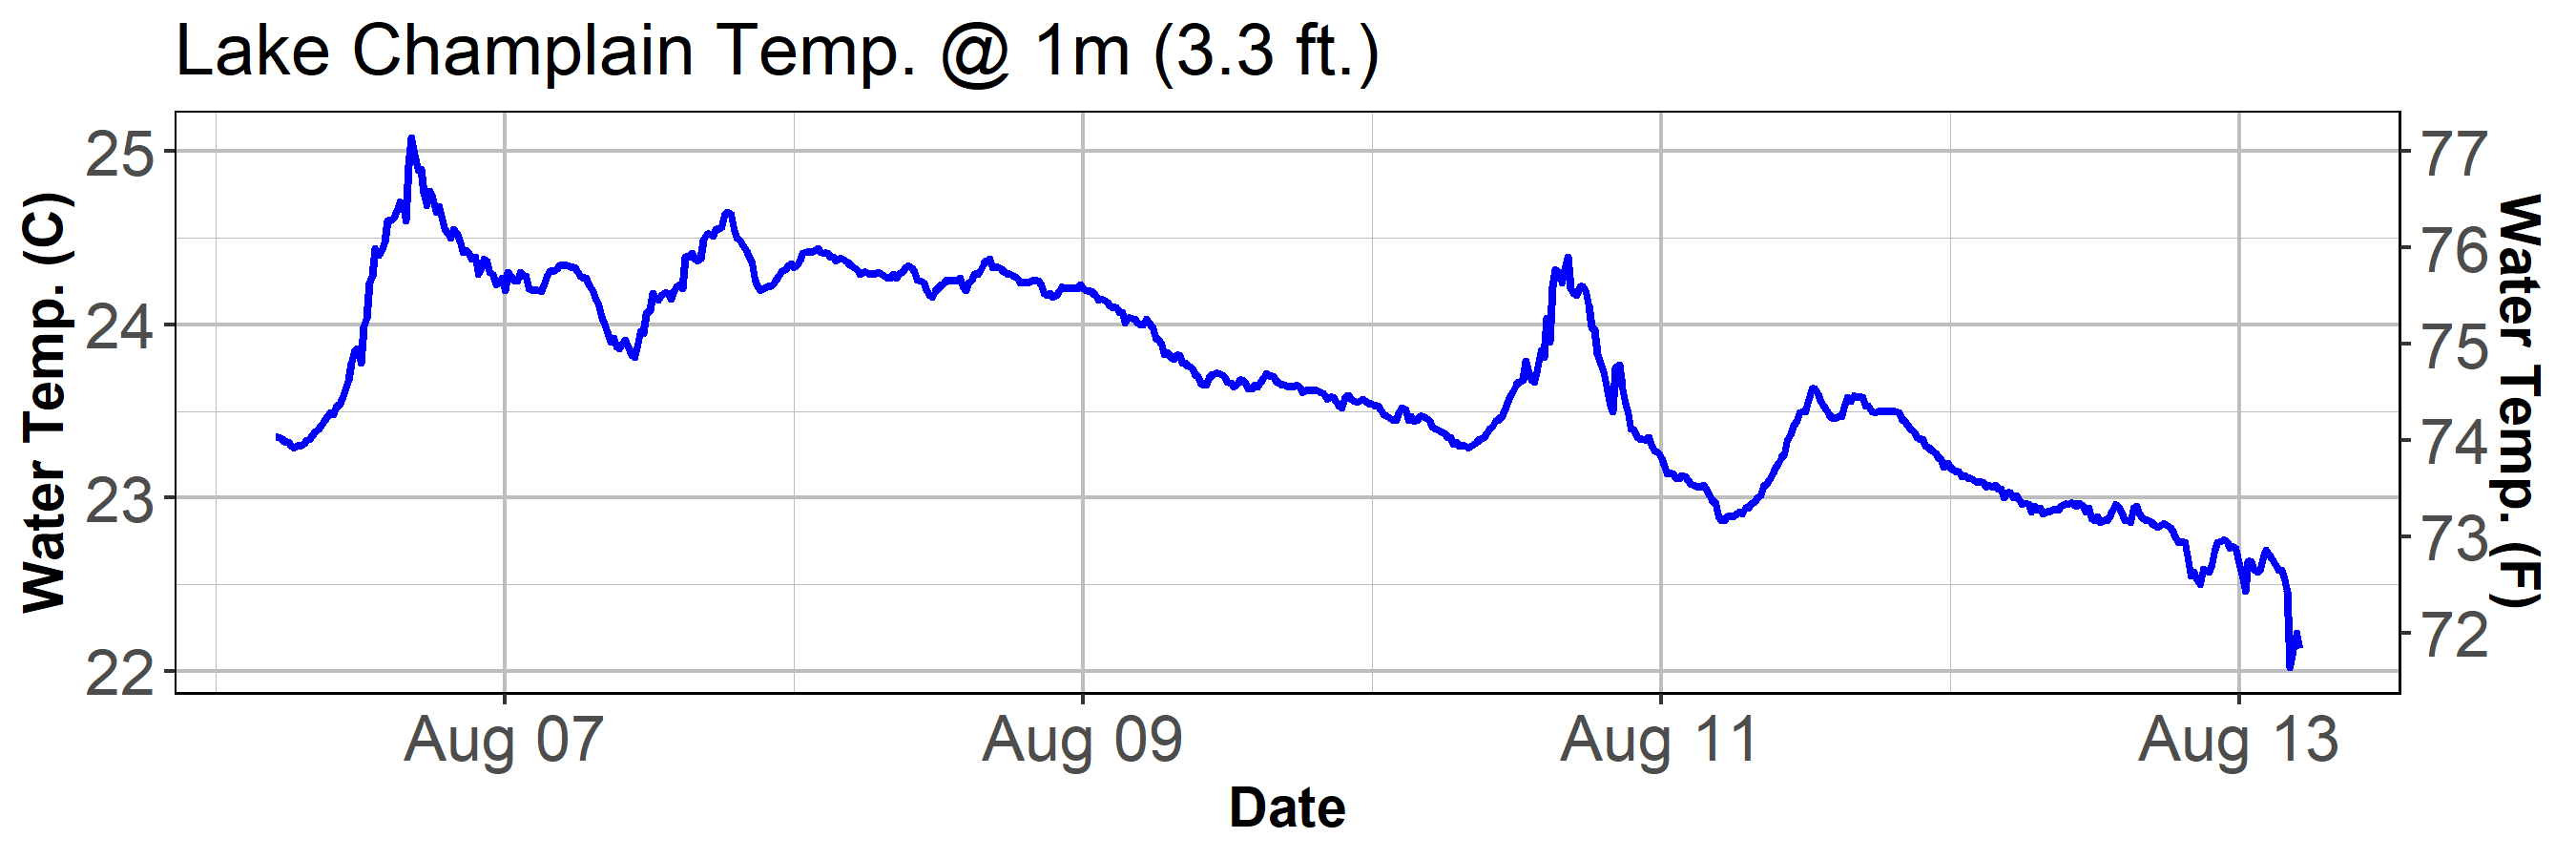 Lake Champlain Temp. @ 1m (3.3 ft.)
Water Temp. (C)
25
24
23
22
77
76
75
74
73
72
Water Temp. (F)
Aug 07
Aug 09
Aug 11
Aug 13
Date